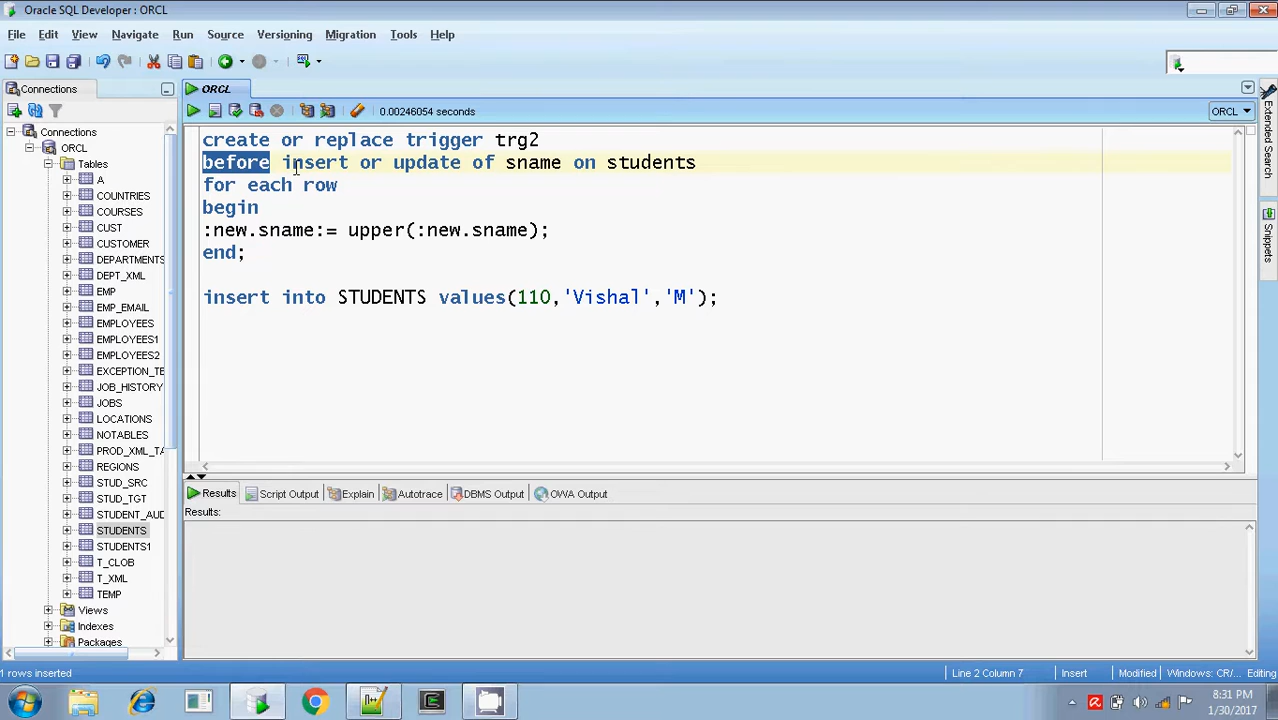 Oracle SQL Developer : ORCL
File Edit View Navigate Run Source Versioning Migration Tools Help
Connections
ORCL
0.00246054 seconds
ORCL
Connections
ORCL
Tables
A
COUNTRIES
COURSES
CUST
CUSTOMER
DEPARTMENTS
DEPT_XML
EMP
EMP_EMAIL
EMPLOYEES
EMPLOYEES1
EMPLOYEES2
EXCEPTION_TE
JOB_HISTORY
JOBS
LOCATIONS
NOTABLES
PROD_XML_TA
REGIONS
STUD_SRC
STUD_TGT
STUDENT_AUD
STUDENTS
STUDENTS1
T_CLOB
T_XML
TEMP
Views
Indexes
Packages
create or replace trigger trg2
before insert or update of sname on students
for each row
begin
:new.sname:= upper(:new.sname);
end;
insert into STUDENTS values(110,'Vishal','M');
Extended Search
Snippets
Results Script Output Explain Autotrace DBMS Output OWA Output
Results:
1 rows inserted
Line 2 Column 7 Insert Modified Windows: CR/... Editing
8:31 PM
1/30/2017